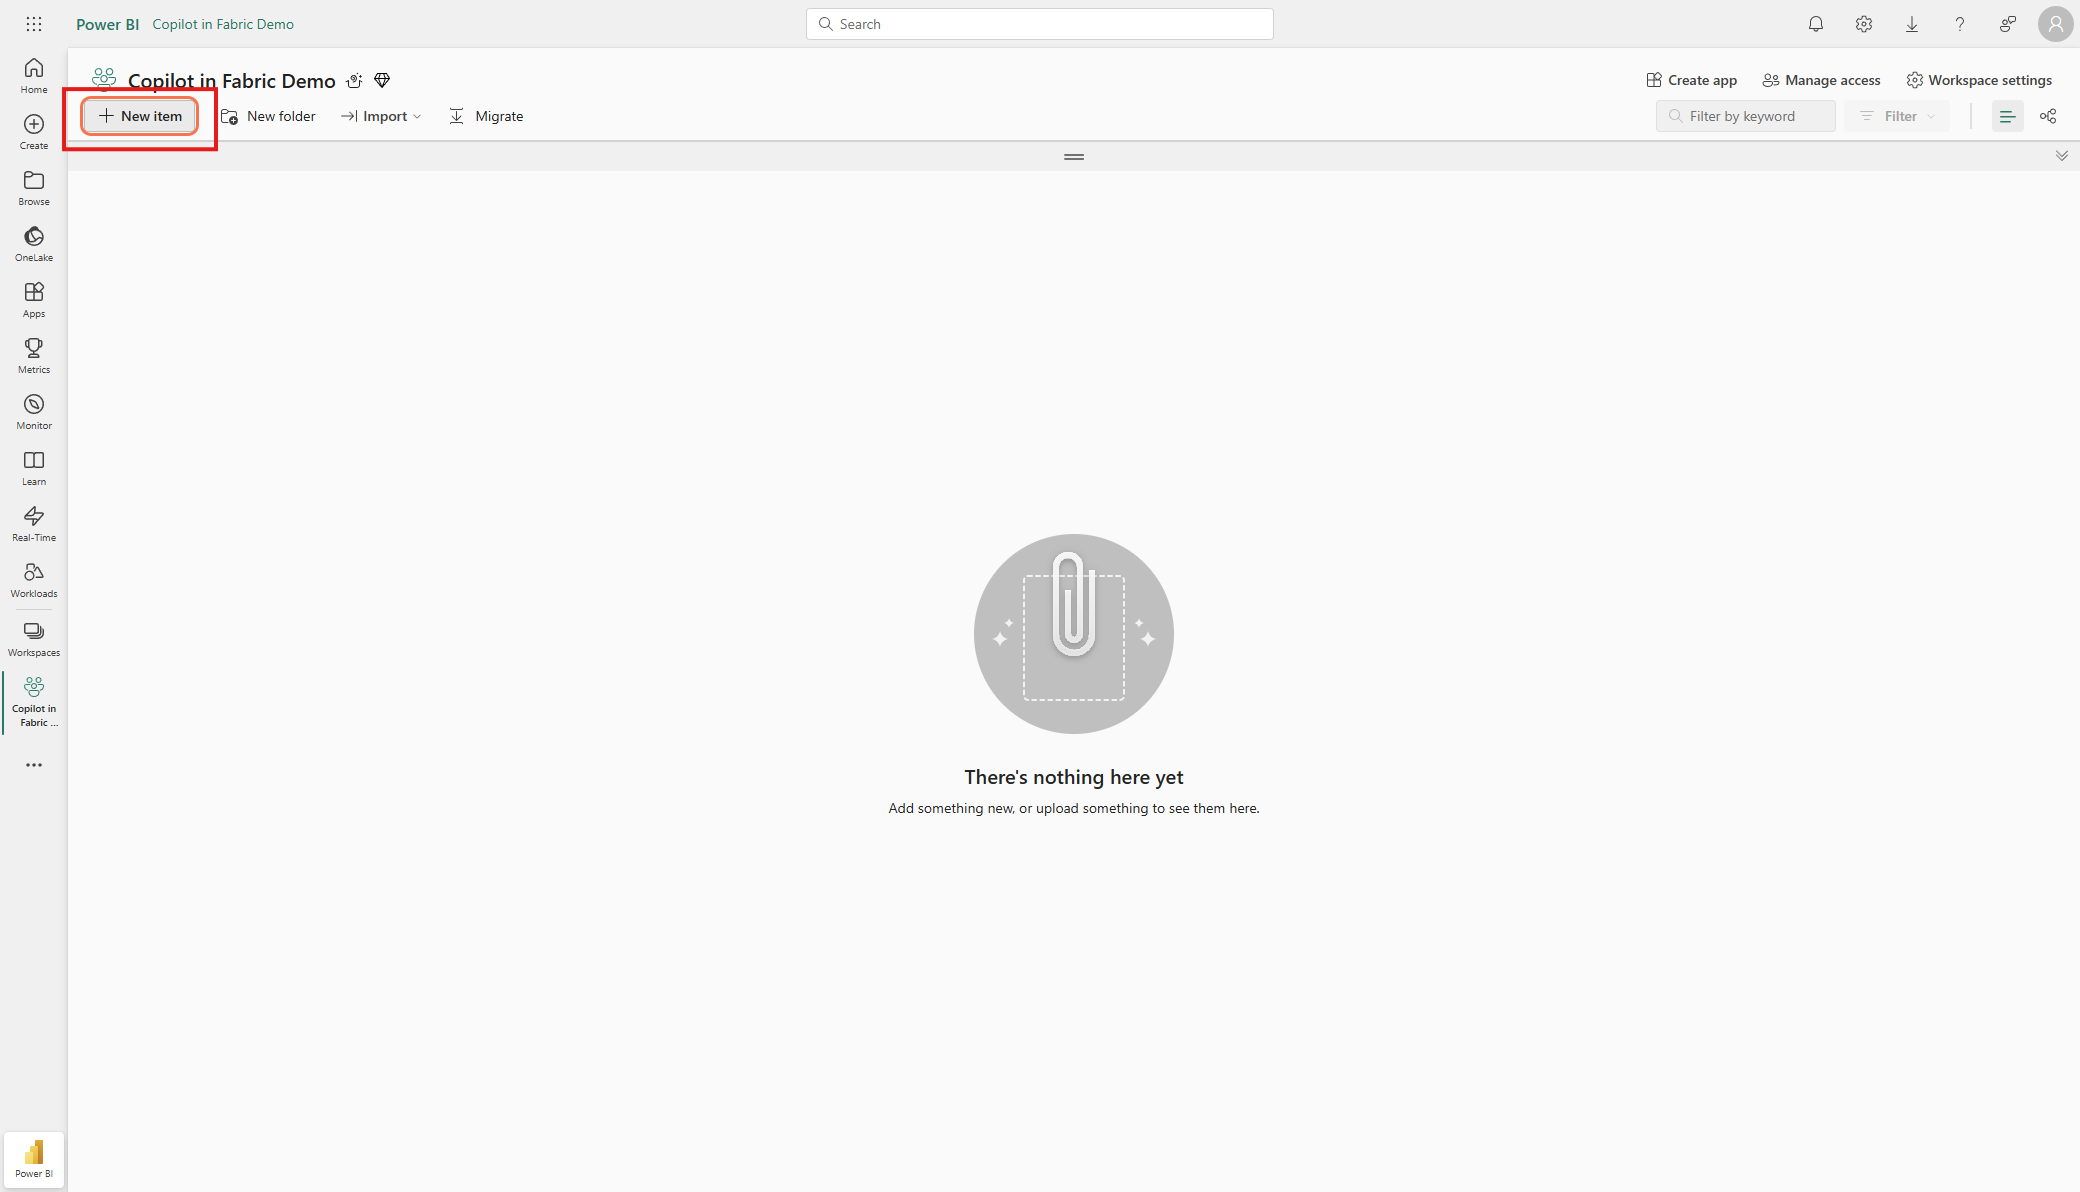 Power BI Copilot in Fabric Demo
Search
Home
Create
Browse
OneLake
Apps
Metrics
Monitor
Learn
Real-Time
Workloads
Workspaces
Copilot in
Fabric ...
Power BI
Copilot in Fabric Demo
Create app
Manage access
Workspace settings
New item
New folder
Import
Migrate
Filter by keyword
Filter
There's nothing here yet
Add something new, or upload something to see them here.